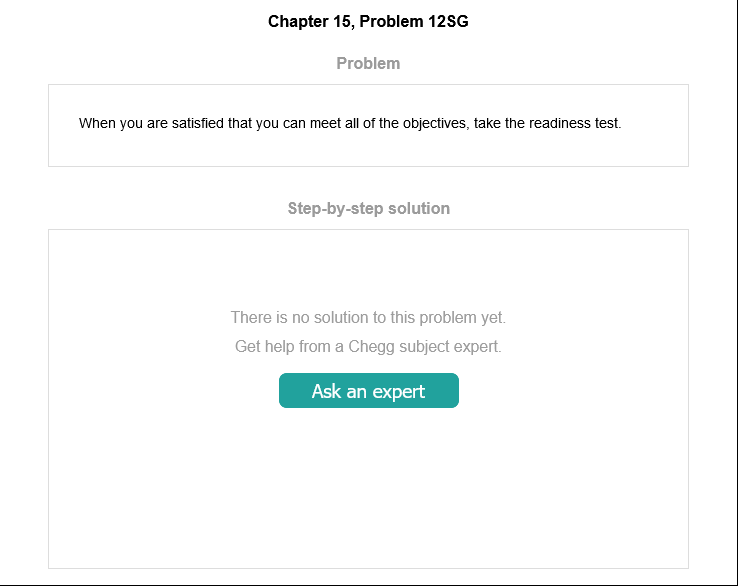 Chapter 15, Problem 12SG
Problem
When you are satisfied that you can meet all of the objectives, take the readiness test.
Step-by-step solution
There is no solution to this problem yet.
Get help from a Chegg subject expert.
Ask an expert